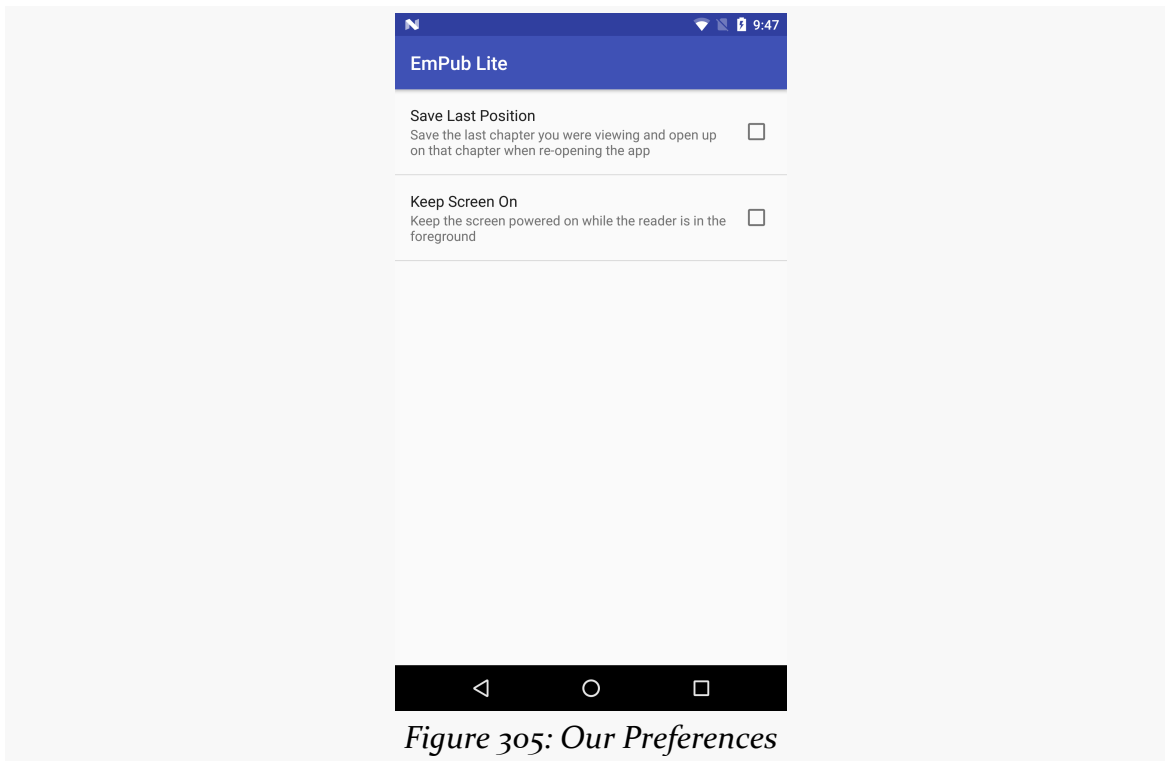 9:47
EmPub Lite
Save Last Position
Save the last chapter you were viewing and open up
on that chapter when re-opening the app
Keep Screen On
Keep the screen powered on while the reader is in the
foreground
Figure 305: Our Preferences